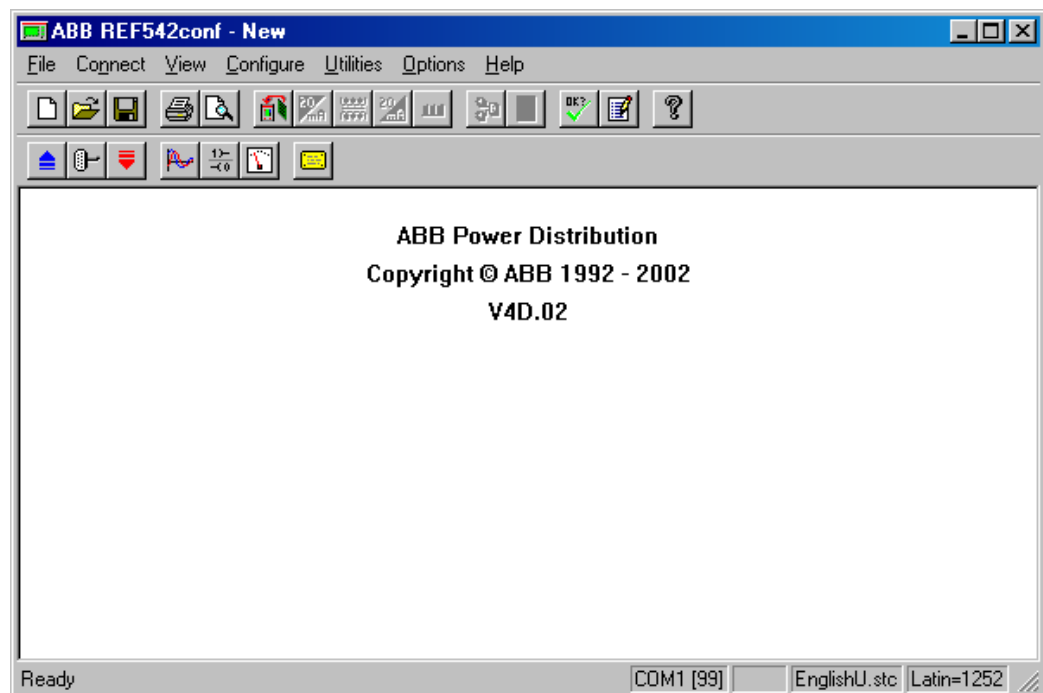 ABB REF542conf - New
File Connect View Configure Utilities Options Help
OK?
ABB Power Distribution
Copyright © ABB 1992 - 2002
V4D.02
Ready COM1 [99] EnglishU.stc Latin=1252